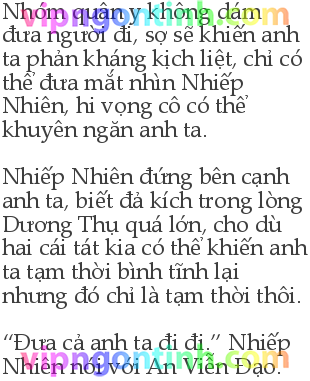 Nhóm quân y không dám
vipngontinh.com
đưa người đi, sợ sẽ khiến anh
ta phản kháng kịch liệt, chỉ có
thể đưa mắt nhìn Nhiếp
Nhiên, hi vọng cô có thể
khuyên ngăn anh ta.
Nhiếp Nhiên đứng bên cạnh
anh ta, biết đả kích trong lòng
Dương Thụ quá lớn, cho dù
hai cái tát kia có thể khiến anh
ta tạm thời bình tĩnh lại
nhưng đó chỉ là tạm thời thôi.
“Đưa cả anh ta đi đi.” Nhiếp
vipngontinh.com
Nhiên nói với An Viễn Đạo.